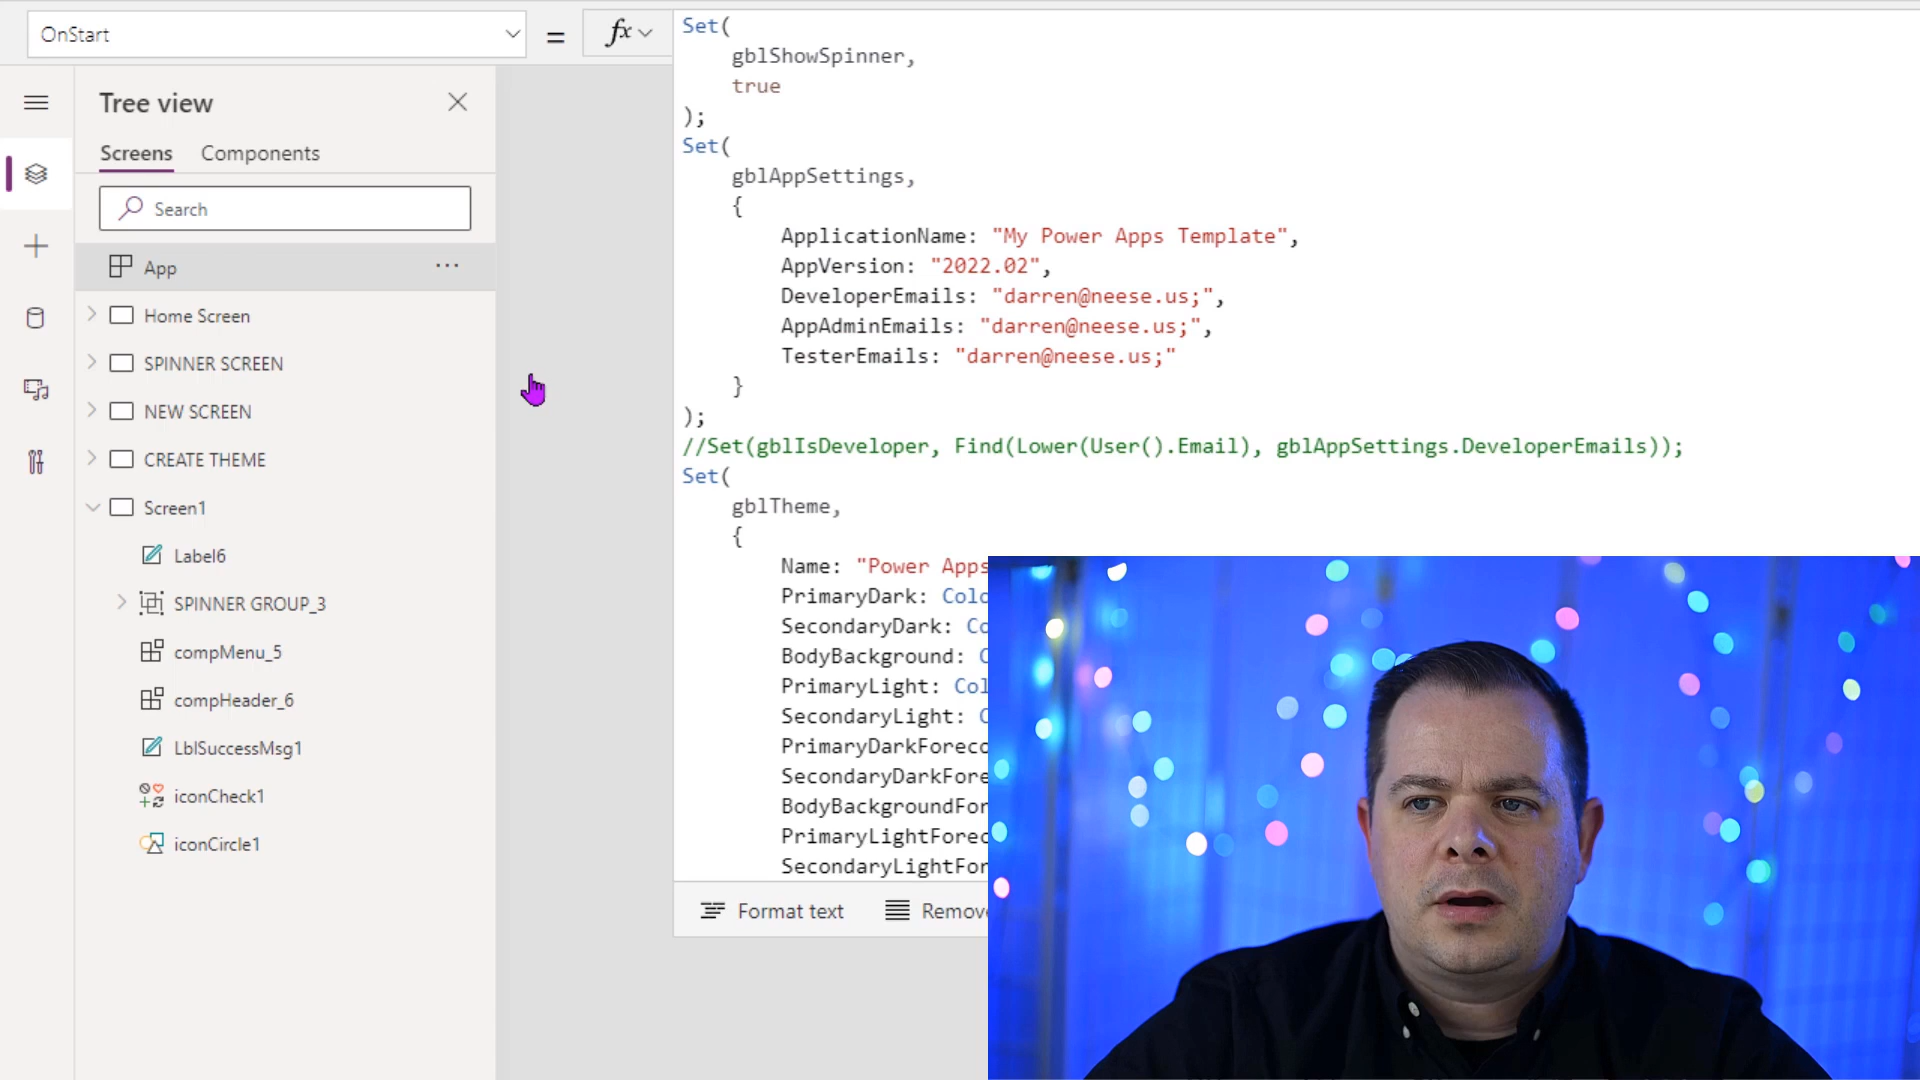 OnStart
=
fx
Tree view
Screens
Components
Search
App
...
Home Screen
SPINNER SCREEN
NEW SCREEN
CREATE THEME
Screen1
Label6
SPINNER GROUP_3
compMenu_5
compHeader_6
LblSuccessMsg1
iconCheck1
iconCircle1
Set(
gblShowSpinner,
true
);
Set(
gblAppSettings,
{
ApplicationName: "My Power Apps Template",
AppVersion: "2022.02",
DeveloperEmails: "darren@neese.us;",
AppAdminEmails: "darren@neese.us;",
TesterEmails: "darren@neese.us;"
}
);
//Set(gblIsDeveloper, Find(Lower(User().Email), gblAppSettings.DeveloperEmails));
Set(
gblTheme,
{
Name: "Power Apps
PrimaryDark: Colo
SecondaryDark: Co
BodyBackground: C
PrimaryLight: Col
SecondaryLight: C
PrimaryDarkForeco
SecondaryDarkFore
BodyBackgroundFor
PrimaryLightForec
SecondaryLightFor
Format text
Remove